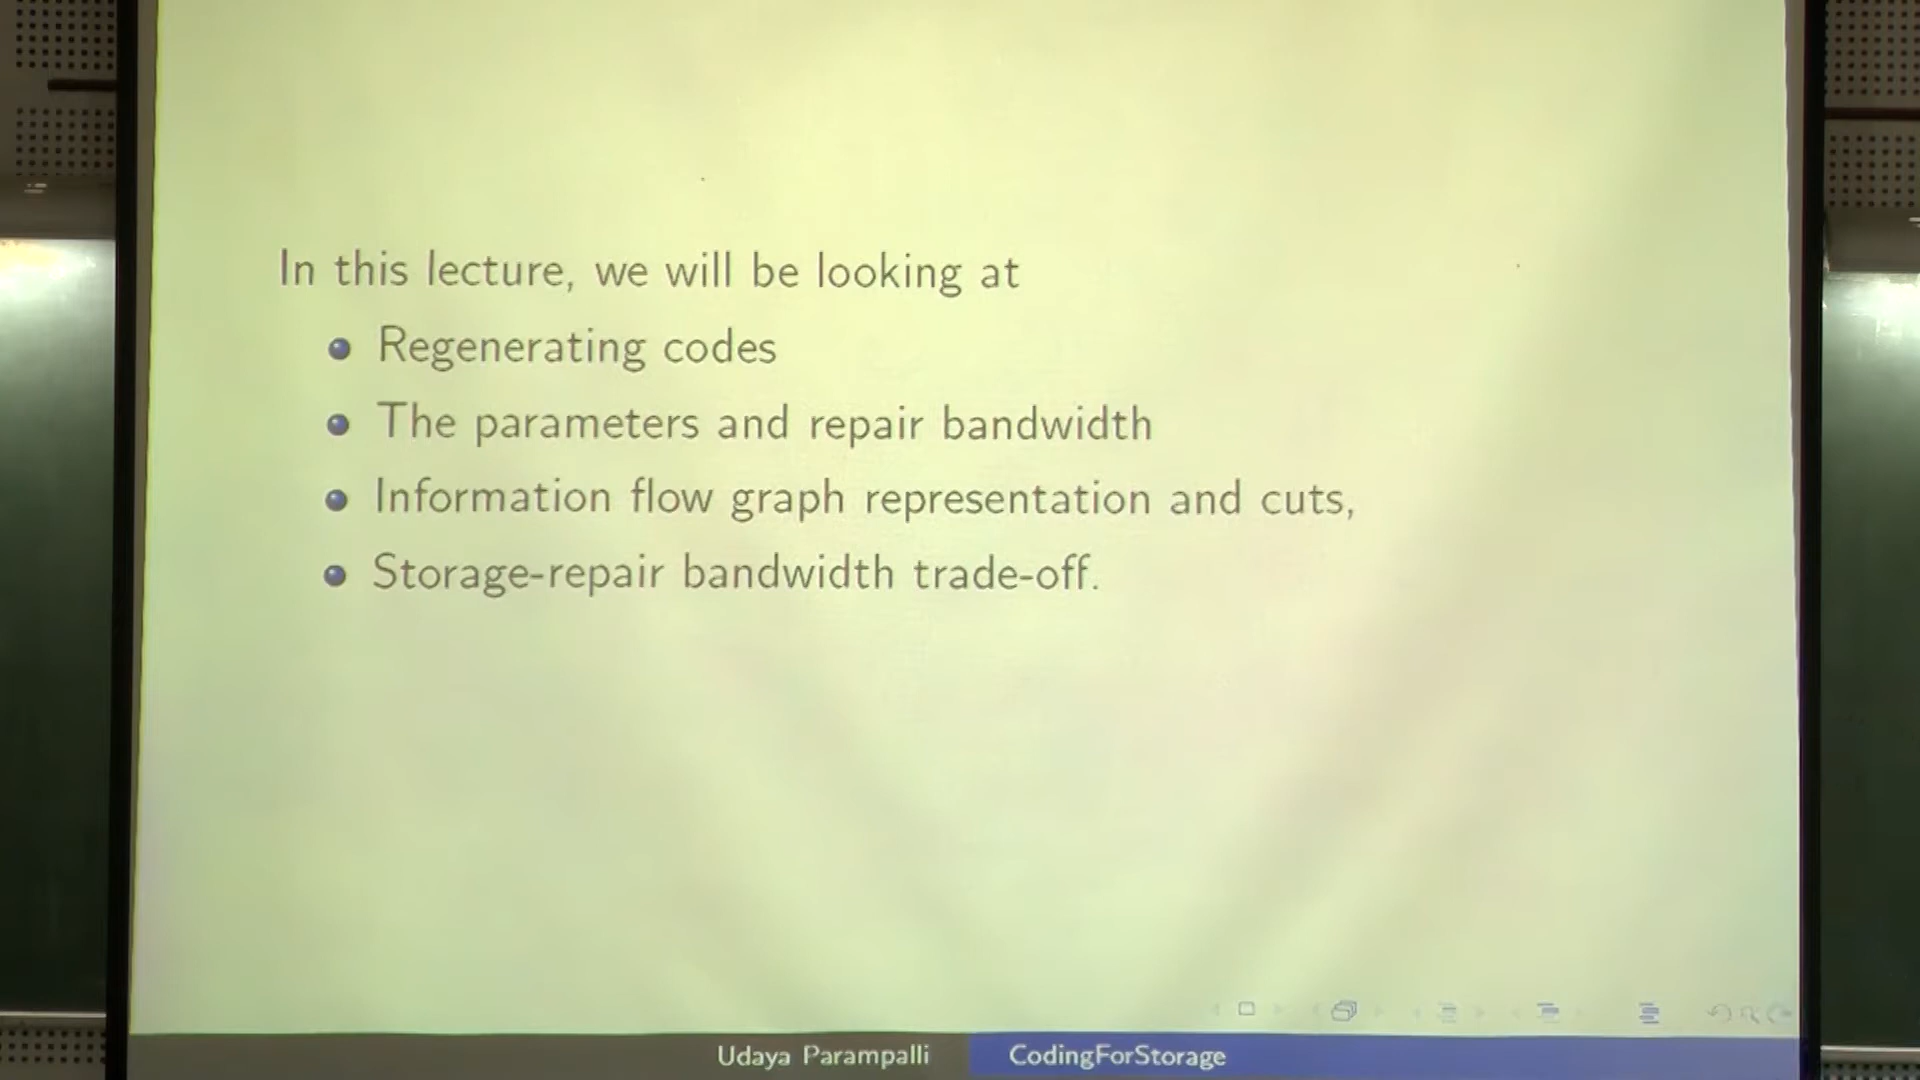 In this lecture, we will be looking at
Regenerating codes
The parameters and repair bandwidth
Information flow graph representation and cuts,
Storage-repair bandwidth trade-off.
Udaya Parampalli CodingForStorage